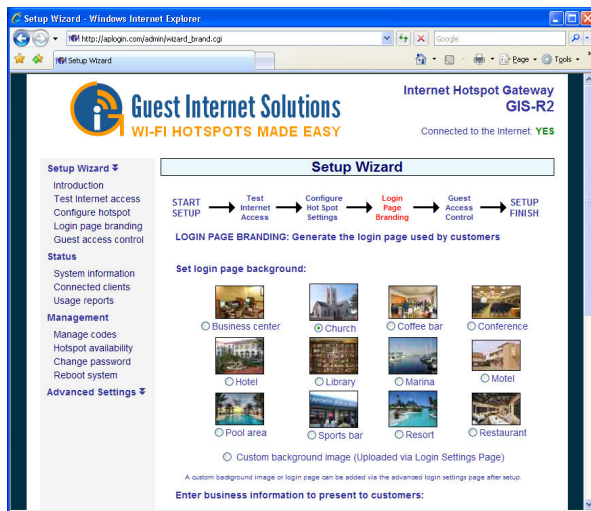 Setup Wizard - Windows Internet Explorer
http://aplogin.com/admin/wizard_brand.cgi
Google
Setup Wizard
Page
Tools
Guest Internet Solutions
WI-FI HOTSPOTS MADE EASY
Internet Hotspot Gateway
GIS-R2
Connected to the Internet: YES
Setup Wizard
Introduction
Test Internet access
Configure hotspot
Login page branding
Guest access control
Status
System information
Connected clients
Usage reports
Management
Manage codes
Hotspot availability
Change password
Reboot system
Advanced Settings
Setup Wizard
START SETUP
Test Internet Access
Configure Hot Spot Settings
Login Page Branding
Guest Access Control
SETUP FINISH
LOGIN PAGE BRANDING: Generate the login page used by customers
Set login page background:
Business center
Church
Coffee bar
Conference
Hotel
Library
Marina
Motel
Pool area
Sports bar
Resort
Restaurant
Custom background image (Uploaded via Login Settings Page)
A custom background image or login page can be added via the advanced login settings page after setup.
Enter business information to present to customers: